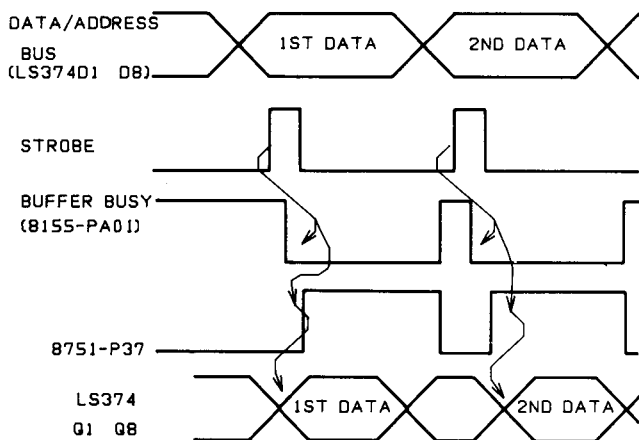 DATA/ADDRESS
BUS
(LS374D1 D8)
1ST DATA
2ND DATA
STROBE
BUFFER BUSY
(8155-PA01)
8751-P37
LS374
Q1 Q8
1ST DATA
2ND DATA